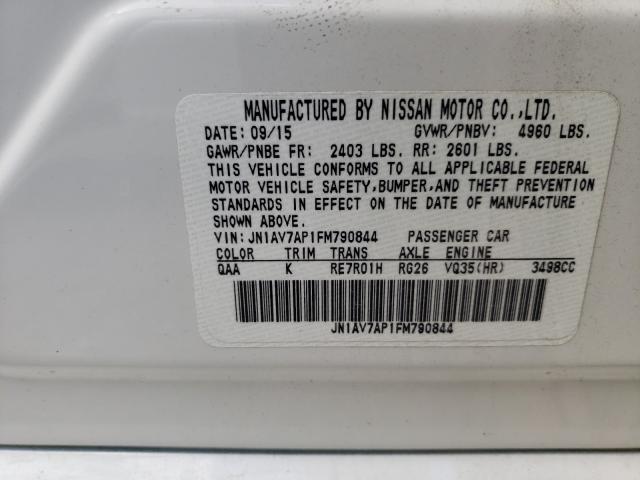 MANUFACTURED BY NISSAN MOTOR CO.,LTD.
DATE: 09/15 GVWR/PNBV: 4960 LBS.
GAWR/PNBE FR: 2403 LBS. RR: 2601 LBS.
THIS VEHICLE CONFORMS TO ALL APPLICABLE FEDERAL
MOTOR VEHICLE SAFETY,BUMPER,AND THEFT PREVENTION
STANDARDS IN EFFECT ON THE DATE OF MANUFACTURE
SHOWN ABOVE.
VIN: JN1AV7AP1FM790844 PASSENGER CAR
COLOR TRIM TRANS AXLE ENGINE
QAA K RE7R01H RG26 VQ35(HR) 3498CC
JN1AV7AP1FM790844